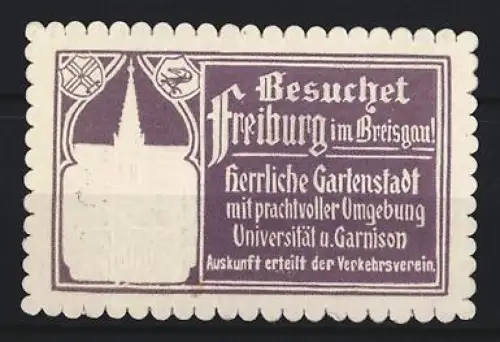 Besuchet
Freiburg im Breisgau!
Herrliche Gartenstadt
mit prachtvoller Umgebung
Universität u. Garnison
Auskunft erteilt der Verkehrsverein.